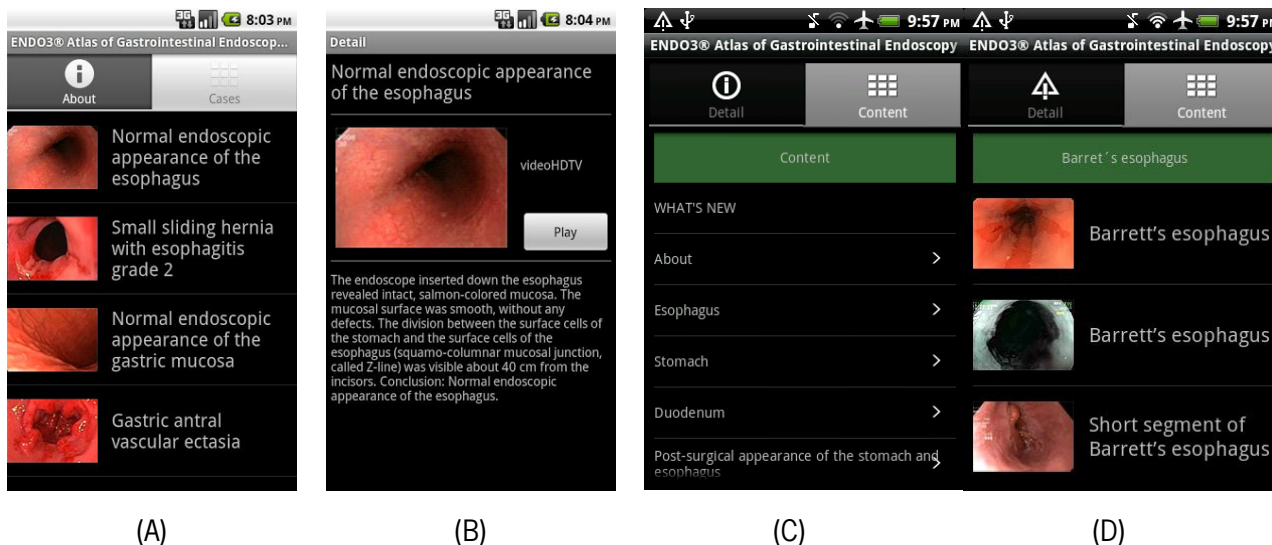 8:03 PM
ENDO3® Atlas of Gastrointestinal Endoscop...
About
Cases
Normal endoscopic
appearance of the
esophagus
Small sliding hernia
with esophagitis
grade 2
Normal endoscopic
appearance of the
gastric mucosa
Gastric antral
vascular ectasia
(A)
8:04 PM
Detail
Normal endoscopic appearance
of the esophagus
videoHDTV
Play
The endoscope inserted down the esophagus
revealed intact, salmon-colored mucosa. The
mucosal surface was smooth, without any
defects. The division between the surface cells of
the stomach and the surface cells of the
esophagus (squamo-columnar mucosal junction,
called Z-line) was visible about 40 cm from the
incisors. Conclusion: Normal endoscopic
appearance of the esophagus.
(B)
9:57 PM
ENDO3® Atlas of Gastrointestinal Endoscopy
Detail
Content
Content
WHAT'S NEW
About
Esophagus
Stomach
Duodenum
Post-surgical appearance of the stomach and
esophagus
(C)
9:57 PM
ENDO3® Atlas of Gastrointestinal Endoscopy
Detail
Content
Barret´s esophagus
Barrett’s esophagus
Barrett’s esophagus
Short segment of
Barrett’s esophagus
(D)